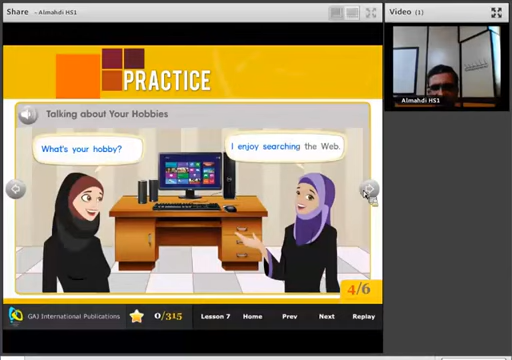 Share - Almahdi HS1
Video (1)
PRACTICE
Almahdi HS1
Talking about Your Hobbies
What's your hobby?
I enjoy searching the Web.
4/6
GAJ International Publications
0/315
Lesson 7
Home
Prev
Next
Replay